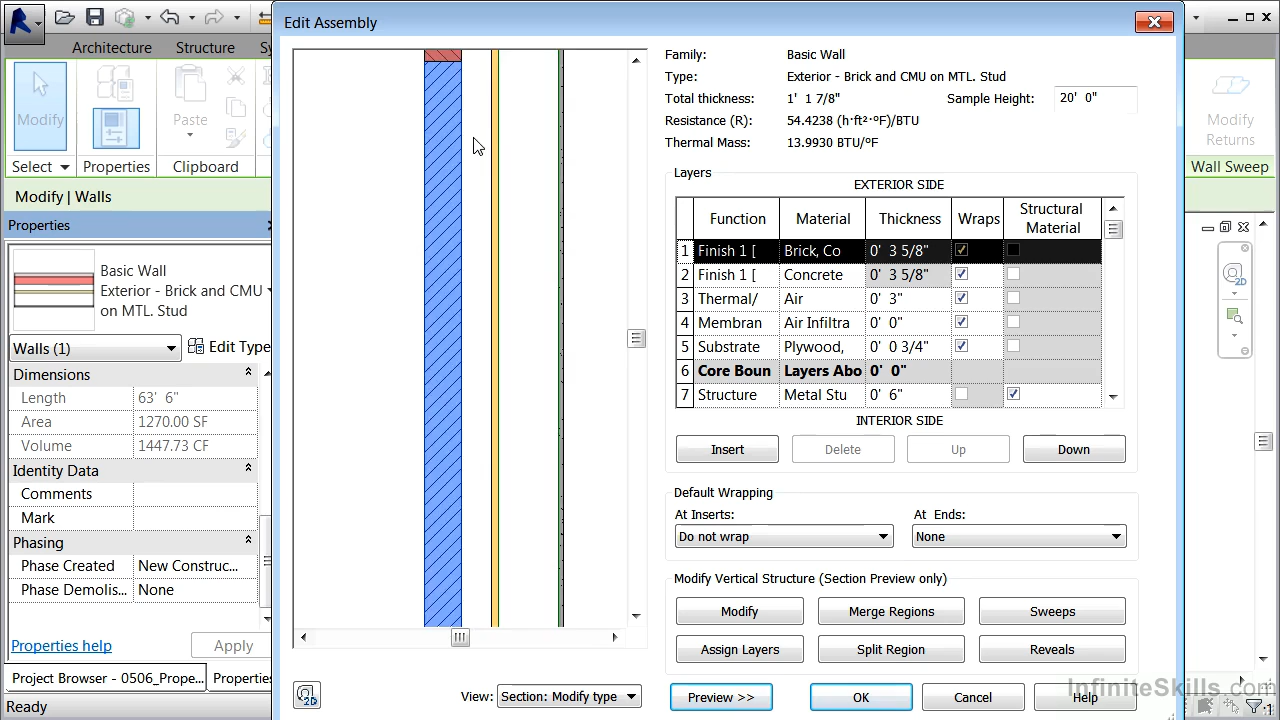 Edit Assembly
Architecture Structure Sy
Modify
Paste
Select Properties Clipboard
Modify | Walls
Properties
Basic Wall
Exterior - Brick and CMU
on MTL. Stud
Walls (1) Edit Type
Dimensions
Length 63' 6"
Area 1270.00 SF
Volume 1447.73 CF
Identity Data
Comments
Mark
Phasing
Phase Created New Construc...
Phase Demolis... None
Properties help Apply
Project Browser - 0506_Prope... Properties
Ready
View: Section: Modify type Preview >> OK Cancel Help
Family: Basic Wall
Type: Exterior - Brick and CMU on MTL. Stud
Total thickness: 1' 1 7/8" Sample Height: 20' 0"
Resistance (R): 54.4238 (h·ft²·ºF)/BTU
Thermal Mass: 13.9930 BTU/ºF
Layers
EXTERIOR SIDE
Function Material Thickness Wraps Structural Material
1 Finish 1 [ Brick, Co 0' 3 5/8"
2 Finish 1 [ Concrete 0' 3 5/8"
3 Thermal/ Air 0' 3"
4 Membran Air Infiltra 0' 0"
5 Substrate Plywood, 0' 0 3/4"
6 Core Boun Layers Abo 0' 0"
7 Structure Metal Stu 0' 6"
INTERIOR SIDE
Insert Delete Up Down
Default Wrapping
At Inserts: At Ends:
Do not wrap None
Modify Vertical Structure (Section Preview only)
Modify Merge Regions Sweeps
Assign Layers Split Region Reveals
Modify
Returns
Wall Sweep
2D
2D
:1
InfiniteSkills.com